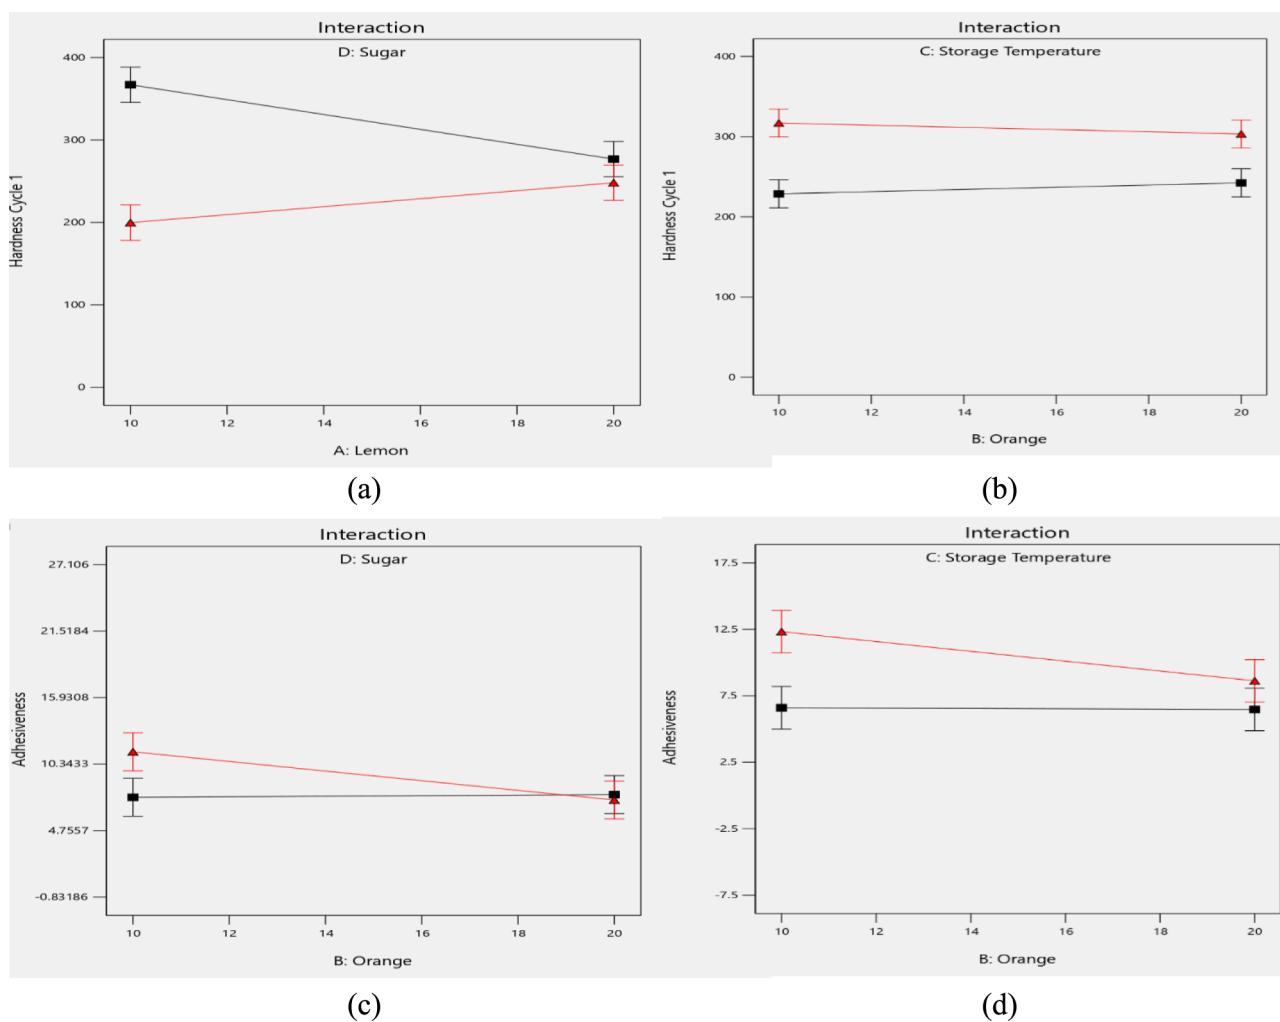 Interaction
D: Sugar
400
300
200
100
0
Hardness Cycle 1
10 12 14 16 18 20
A: Lemon
(a)
Interaction
C: Storage Temperature
400
300
200
100
0
Hardness Cycle 1
10 12 14 16 18 20
B: Orange
(b)
Interaction
D: Sugar
27.106
21.5184
15.9308
10.3433
4.7557
-0.83186
Adhesiveness
10 12 14 16 18 20
B: Orange
(c)
Interaction
C: Storage Temperature
17.5
12.5
7.5
2.5
-2.5
-7.5
Adhesiveness
10 12 14 16 18 20
B: Orange
(d)